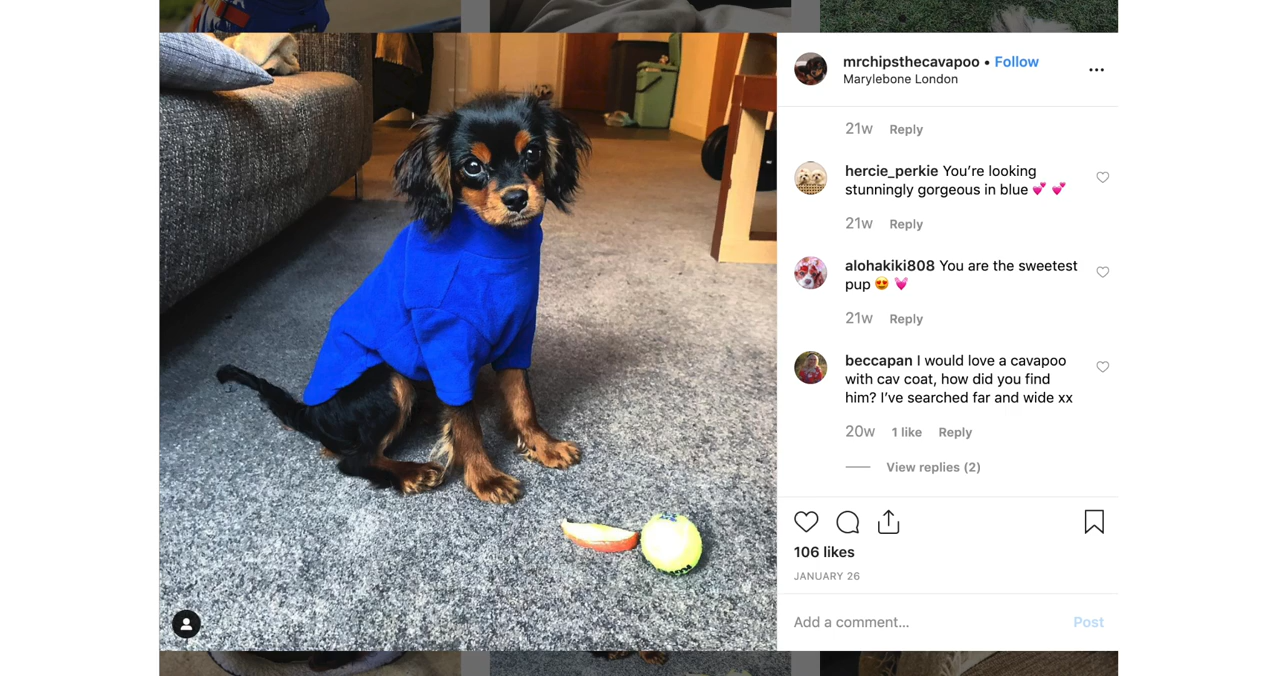 mrchipsthecavapoo • Follow
Marylebone London
21w Reply
hercie_perkie You’re looking
stunningly gorgeous in blue 💕 💕
21w Reply
alohakiki808 You are the sweetest
pup 😍 💓
21w Reply
beccapan I would love a cavapoo
with cav coat, how did you find
him? I’ve searched far and wide xx
20w 1 like Reply
View replies (2)
106 likes
JANUARY 26
Add a comment... Post